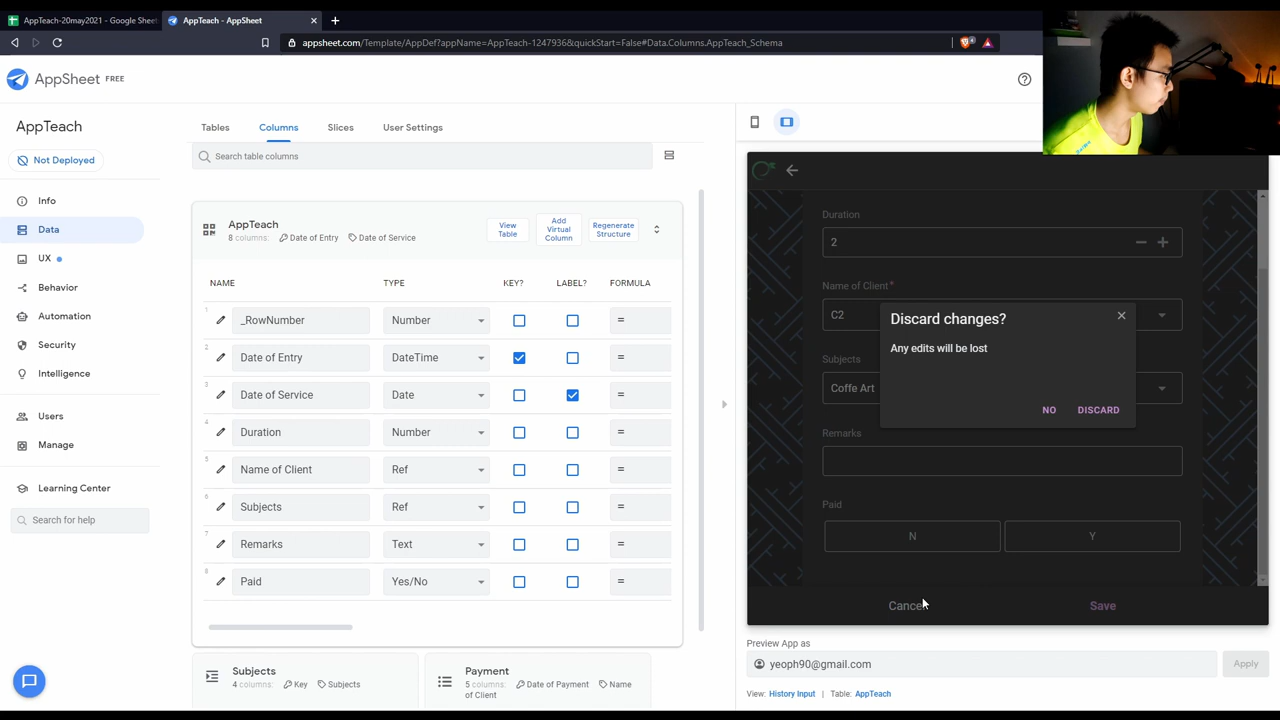 AppTeach-20may2021 - Google Sheet
AppTeach - AppSheet
appsheet.com/Template/AppDef?appName=AppTeach-1247936&quickStart=False#Data.Columns.AppTeach_Schema
AppSheet FREE
AppTeach
Not Deployed
Info
Data
UX
Behavior
Automation
Security
Intelligence
Users
Manage
Learning Center
Search for help
Tables
Columns
Slices
User Settings
Search table columns
AppTeach
8 columns: Date of Entry Date of Service
View Table
Add Virtual Column
Regenerate Structure
NAME TYPE KEY? LABEL? FORMULA
1 _RowNumber Number =
2 Date of Entry DateTime =
3 Date of Service Date =
4 Duration Number =
5 Name of Client Ref =
6 Subjects Ref =
7 Remarks Text =
8 Paid Yes/No =
Subjects
4 columns: Key Subjects
Payment
5 columns: Date of Payment Name of Client
Duration
2
Name of Client*
C2
Subjects
Coffe Art
Remarks
Paid
N Y
Discard changes?
Any edits will be lost
NO DISCARD
Cancel Save
Preview App as
yeoph90@gmail.com
Apply
View: History Input | Table: AppTeach